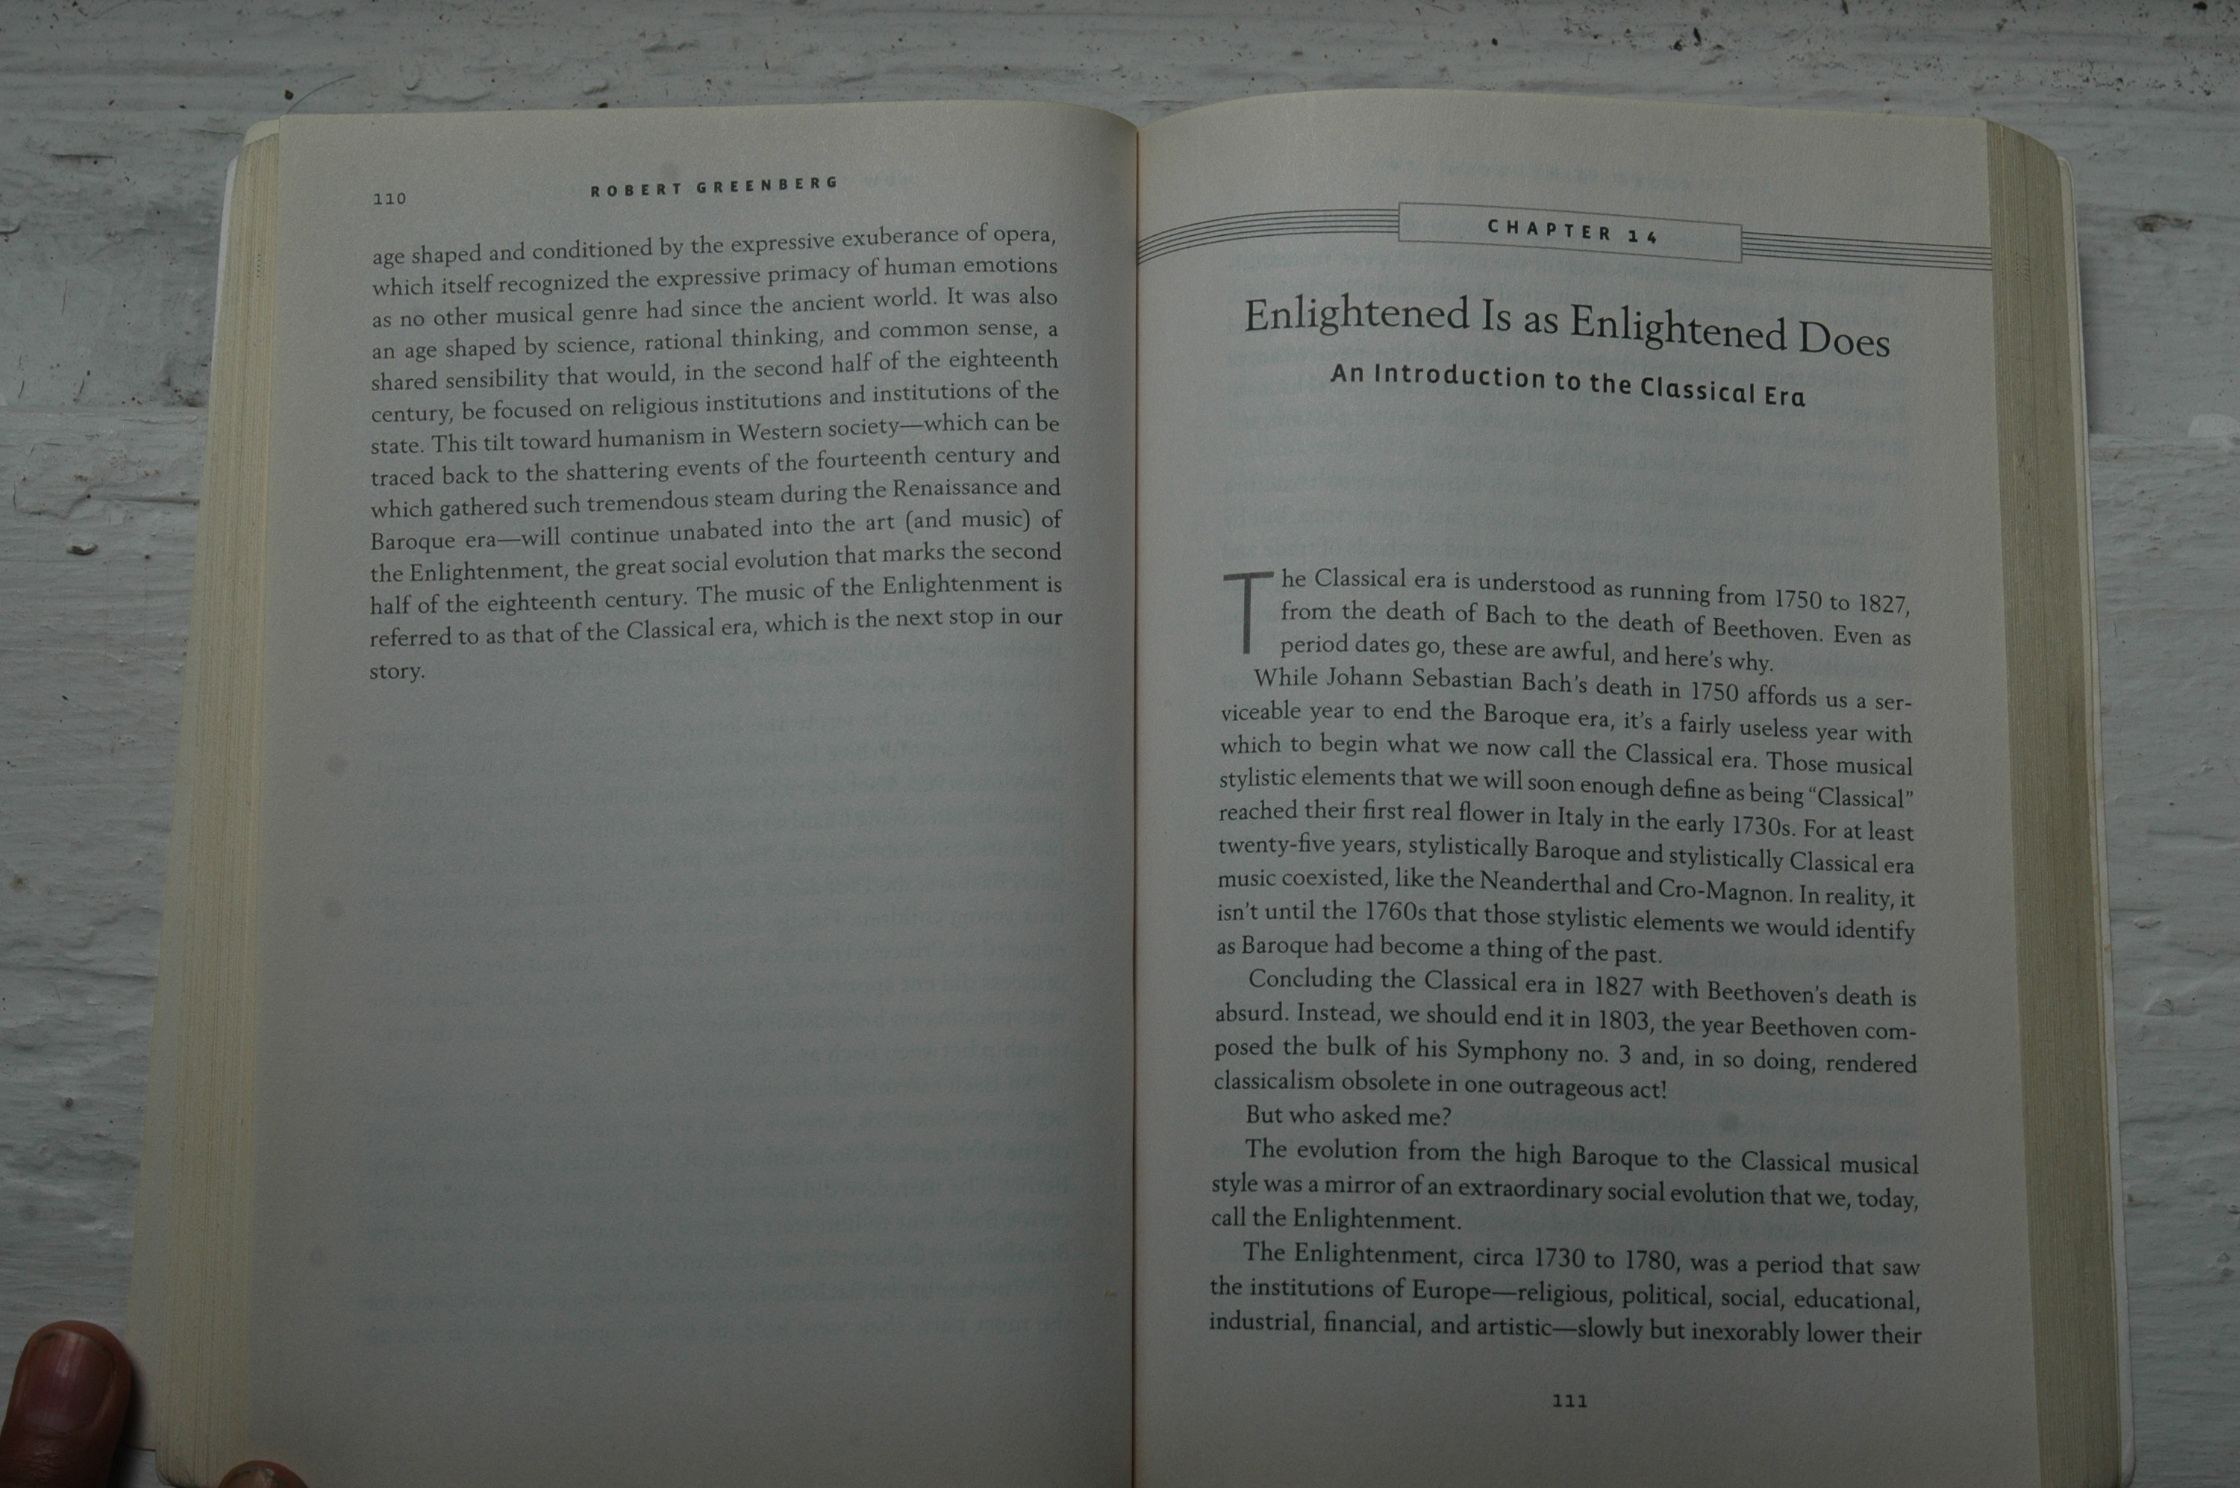 110
ROBERT GREENBERG
age shaped and conditioned by the expressive exuberance of opera,
which itself recognized the expressive primacy of human emotions
as no other musical genre had since the ancient world. It was also
an age shaped by science, rational thinking, and common sense, a
shared sensibility that would, in the second half of the eighteenth
century, be focused on religious institutions and institutions of the
state. This tilt toward humanism in Western society—which can be
traced back to the shattering events of the fourteenth century and
which gathered such tremendous steam during the Renaissance and
Baroque era—will continue unabated into the art (and music) of
the Enlightenment, the great social evolution that marks the second
half of the eighteenth century. The music of the Enlightenment is
referred to as that of the Classical era, which is the next stop in our
story.
CHAPTER 14
Enlightened Is as Enlightened Does
An Introduction to the Classical Era
The Classical era is understood as running from 1750 to 1827,
from the death of Bach to the death of Beethoven. Even as
period dates go, these are awful, and here's why.
While Johann Sebastian Bach's death in 1750 affords us a ser-
viceable year to end the Baroque era, it's a fairly useless year with
which to begin what we now call the Classical era. Those musical
stylistic elements that we will soon enough define as being “Classical”
reached their first real flower in Italy in the early 1730s. For at least
twenty-five years, stylistically Baroque and stylistically Classical era
music coexisted, like the Neanderthal and Cro-Magnon. In reality, it
isn't until the 1760s that those stylistic elements we would identify
as Baroque had become a thing of the past.
Concluding the Classical era in 1827 with Beethoven's death is
absurd. Instead, we should end it in 1803, the year Beethoven com-
posed the bulk of his Symphony no. 3 and, in so doing, rendered
classicalism obsolete in one outrageous act!
But who asked me?
The evolution from the high Baroque to the Classical musical
style was a mirror of an extraordinary social evolution that we, today,
call the Enlightenment.
The Enlightenment, circa 1730 to 1780, was a period that saw
the institutions of Europe—religious, political, social, educational,
industrial, financial, and artistic—slowly but inexorably lower their
111